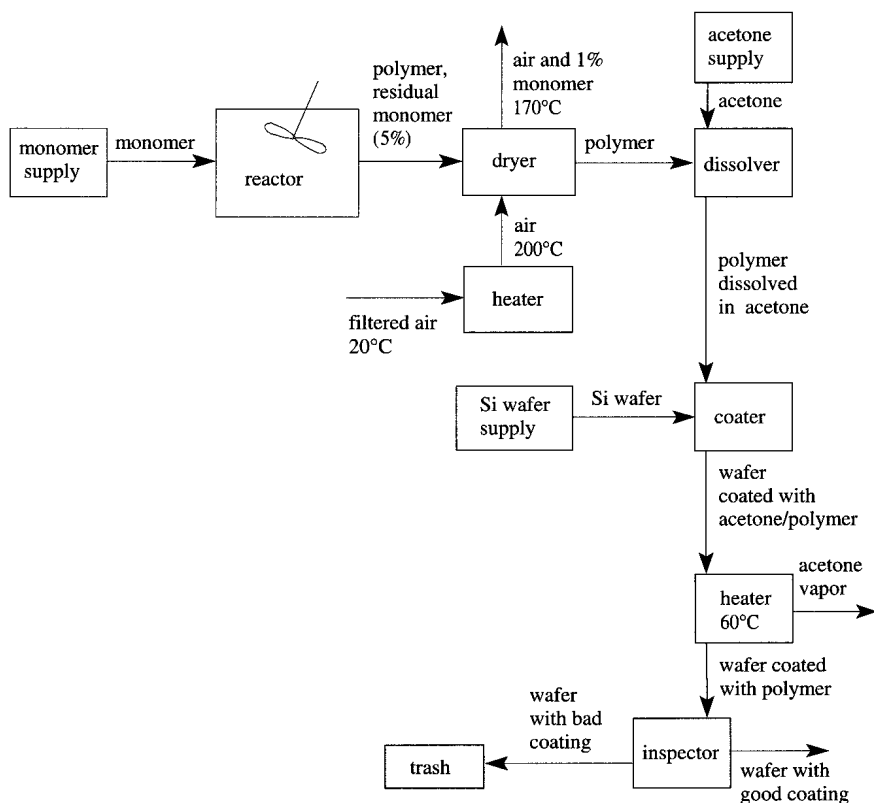 acetone
supply
air and 1%
monomer
170°C
polymer,
residual
monomer
(5%)
acetone
monomer
supply
monomer
reactor
dryer
polymer
dissolver
air
200°C
polymer
dissolved
in acetone
filtered air
20°C
heater
Si wafer
supply
Si wafer
coater
wafer
coated with
acetone/polymer
heater
60°C
acetone
vapor
wafer coated
with polymer
wafer
with bad
coating
trash
inspector
wafer with
good coating